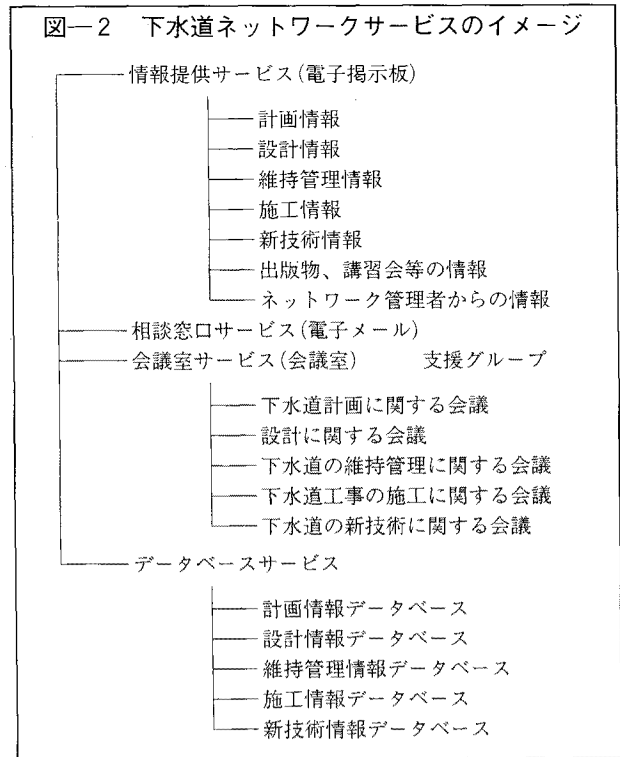 図―2 下水道ネットワークサービスのイメージ
情報提供サービス(電子掲示板)
計画情報
設計情報
維持管理情報
施工情報
新技術情報
出版物、講習会等の情報
ネットワーク管理者からの情報
相談窓口サービス(電子メール)
会議室サービス(会議室) 支援グループ
下水道計画に関する会議
設計に関する会議
下水道の維持管理に関する会議
下水道工事の施工に関する会議
下水道の新技術に関する会議
データベースサービス
計画情報データベース
設計情報データベース
維持管理情報データベース
施工情報データベース
新技術情報データベース